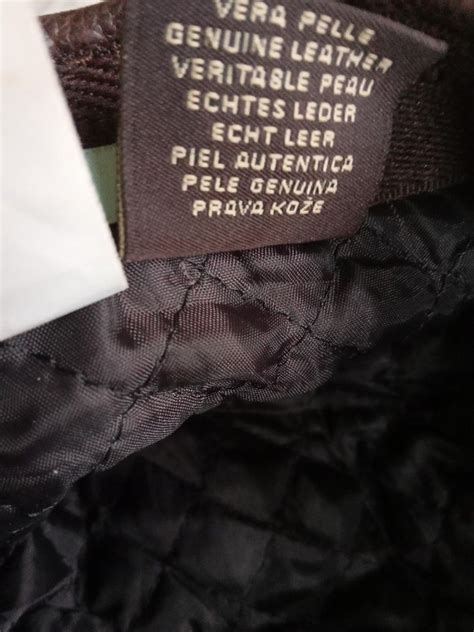 VERA PELLE
GENUINE LEATHER
VERITABLE PEAU
ECHTES LEDER
ECHT LEER
PIEL AUTENTICA
PELE GENUINA
PRAVA KOŽE